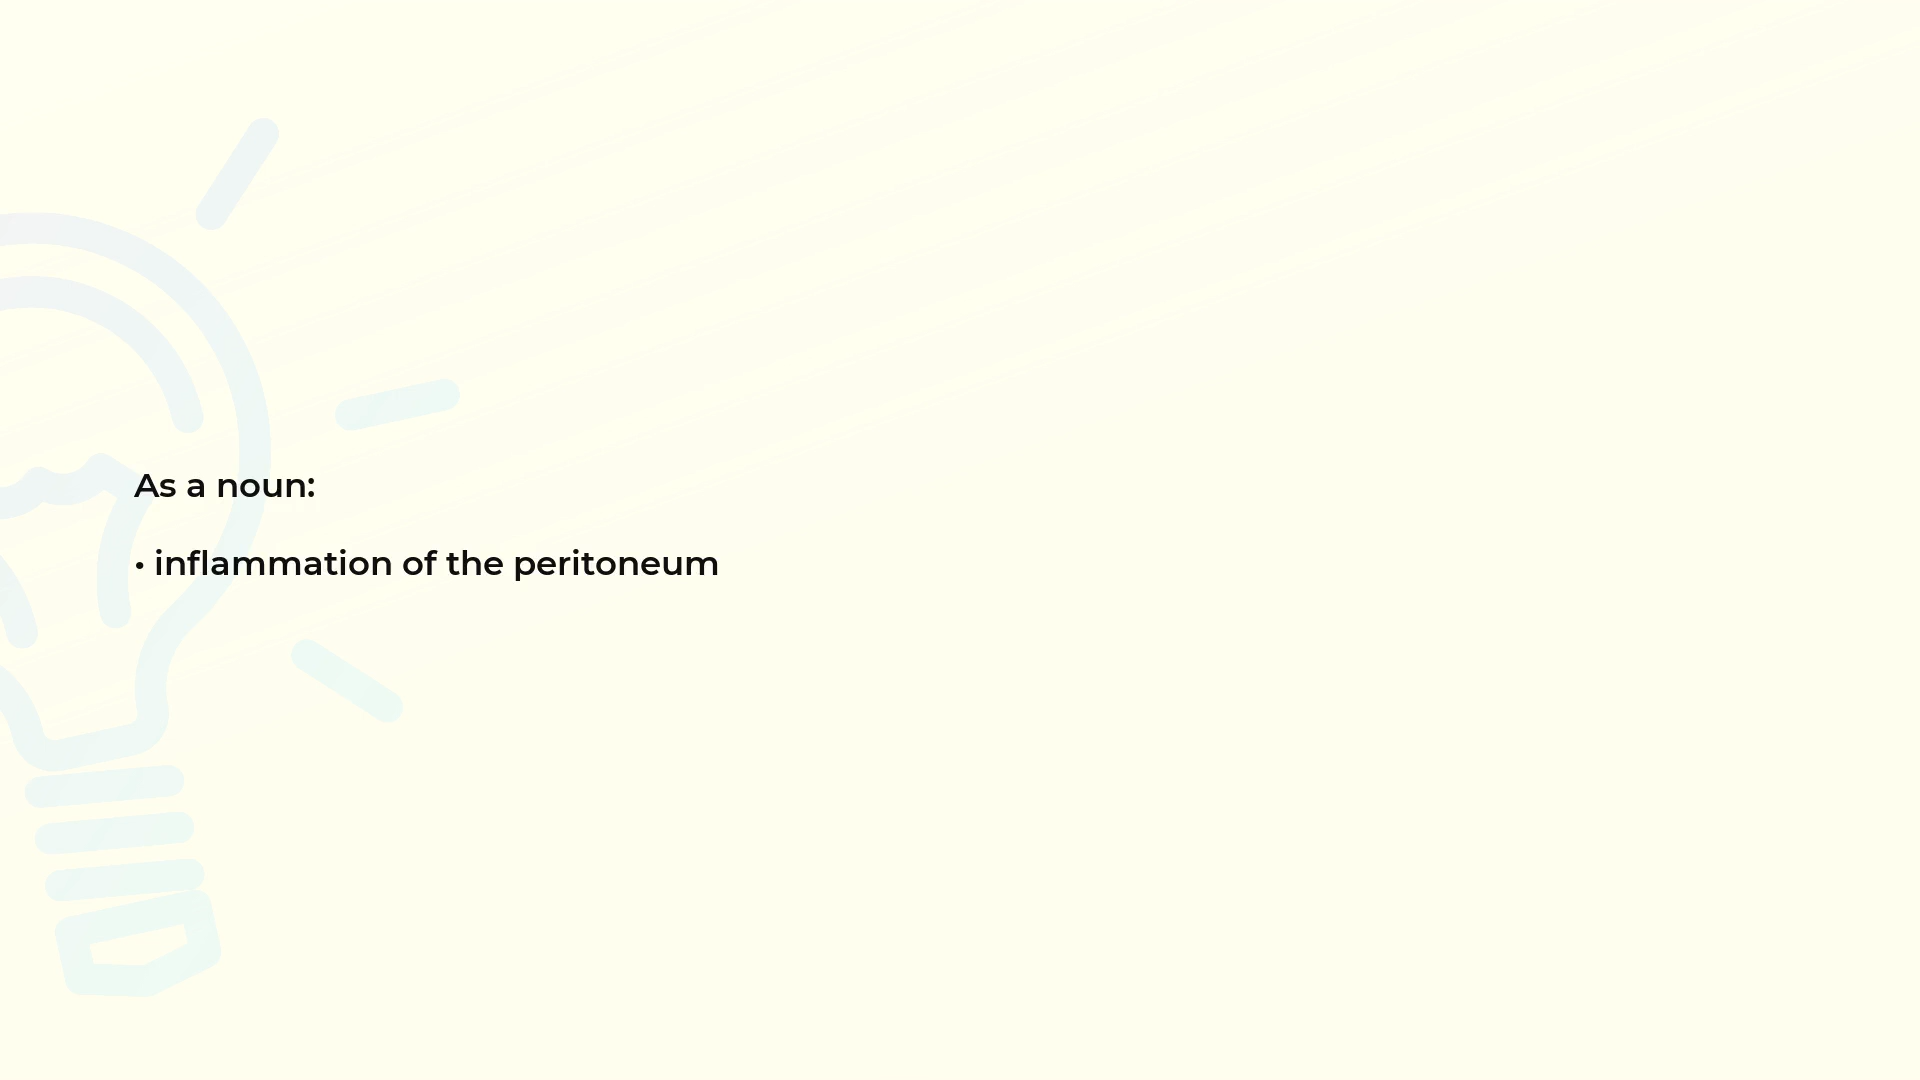 As a noun:
• inflammation of the peritoneum